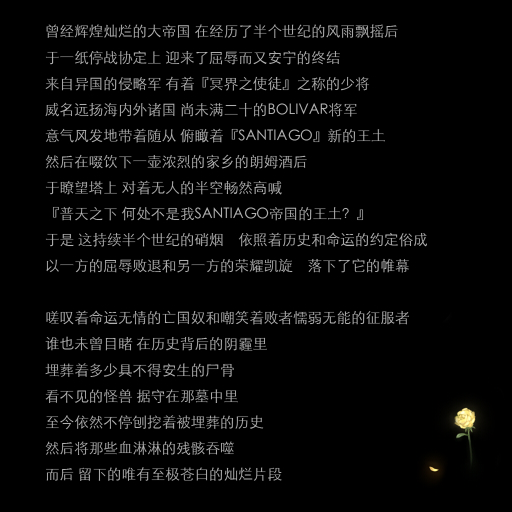 曾经辉煌灿烂的大帝国 在经历了半个世纪的风雨飘摇后
于一纸停战协定上 迎来了屈辱而又安宁的终结
来自异国的侵略军 有着『冥界之使徒』之称的少将
威名远扬海内外诸国 尚未满二十的BOLIVAR将军
意气风发地带着随从 俯瞰着『SANTIAGO』新的王土
然后在啜饮下一壶浓烈的家乡的朗姆酒后
于瞭望塔上 对着无人的半空畅然高喊
『普天之下 何处不是我SANTIAGO帝国的王土？』
于是 这持续半个世纪的硝烟 依照着历史和命运的约定俗成
以一方的屈辱败退和另一方的荣耀凯旋 落下了它的帷幕
嗟叹着命运无情的亡国奴和嘲笑着败者懦弱无能的征服者
谁也未曾目睹 在历史背后的阴霾里
埋葬着多少具不得安生的尸骨
看不见的怪兽 据守在那墓中里
至今依然不停刨挖着被埋葬的历史
然后将那些血淋淋的残骸吞噬
而后 留下的唯有至极苍白的灿烂片段